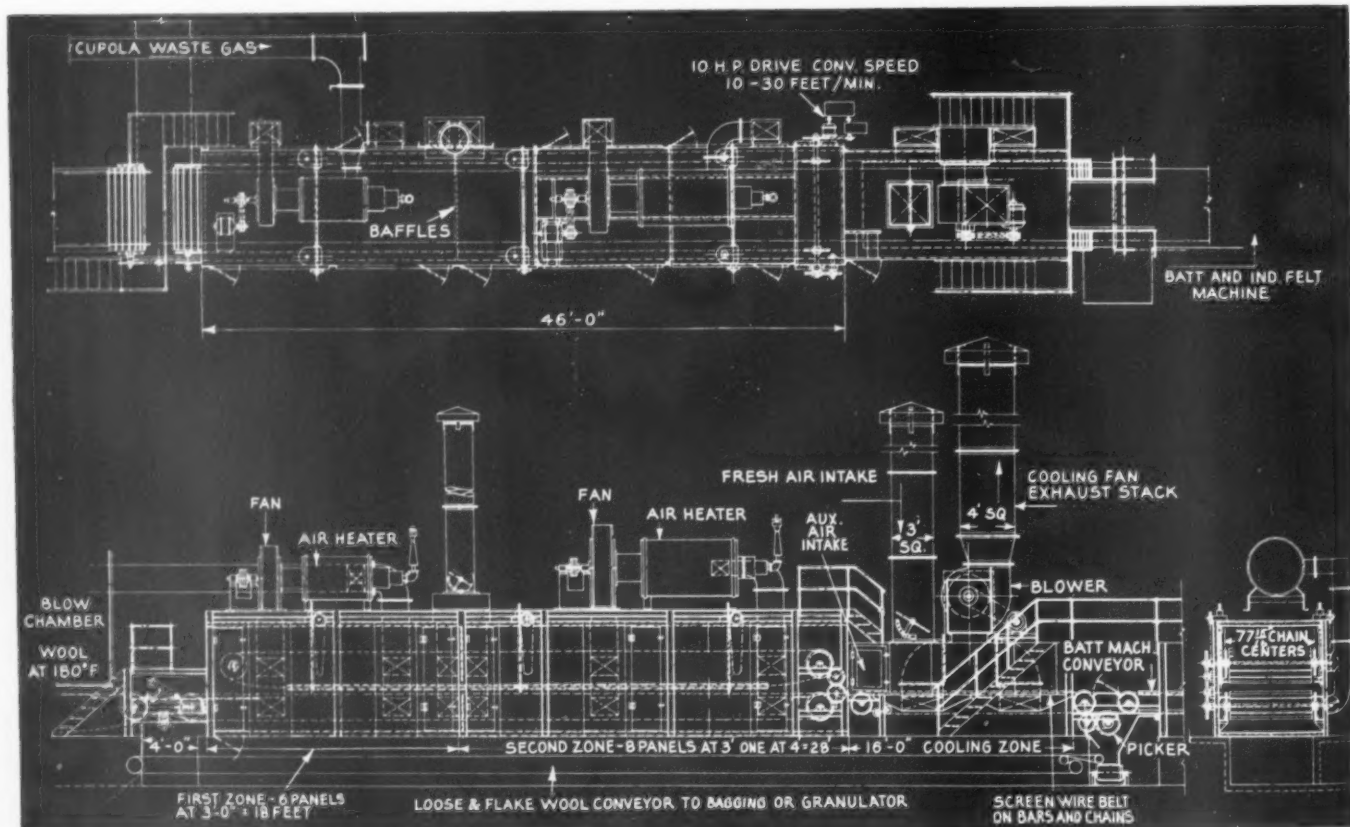 CUPOLA WASTE GAS
10 H.P. DRIVE CONV. SPEED
10-30 FEET/MIN.
BAFFLES
BATT AND IND. FELT
MACHINE
46'-0"
FRESH AIR INTAKE
COOLING FAN
EXHAUST STACK
FAN
AIR HEATER
FAN
AIR HEATER
AUX.
AIR
INTAKE
3'
SQ.
4' SQ
BLOWER
BLOW
CHAMBER
WOOL
AT 180°F
BATT MACH.
CONVEYOR
CHAIN
CENTERS
PICKER
4'-0"
SECOND ZONE-8 PANELS AT 3' ONE AT 4=28'
16-0" COOLING ZONE
FIRST ZONE-6 PANELS
AT 3-0" = 18 FEET
LOOSE & FLAKE WOOL CONVEYOR TO BAGGING OR GRANULATOR
SCREEN WIRE BELT
ON BARS AND CHAINS